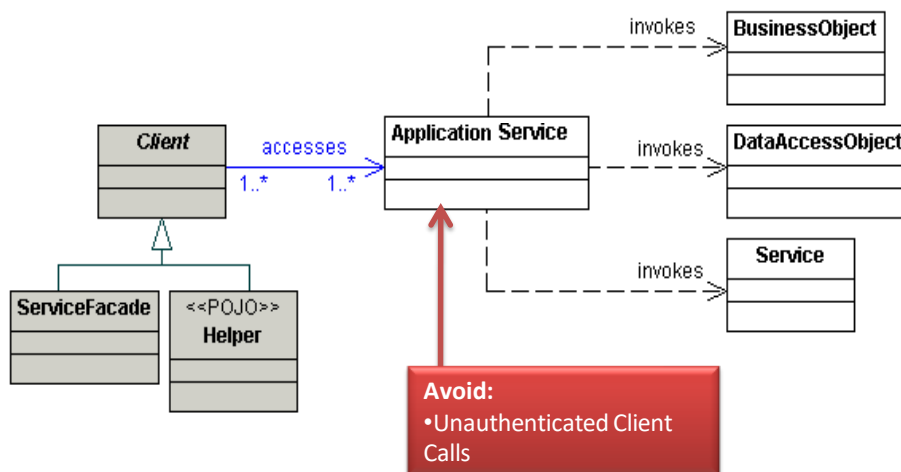 invokes
BusinessObject
Client
accesses
1..*
1..*
Application Service
invokes
DataAccessObject
ServiceFacade
<<POJO>>
Helper
invokes
Service
Avoid:
•Unauthenticated Client
Calls